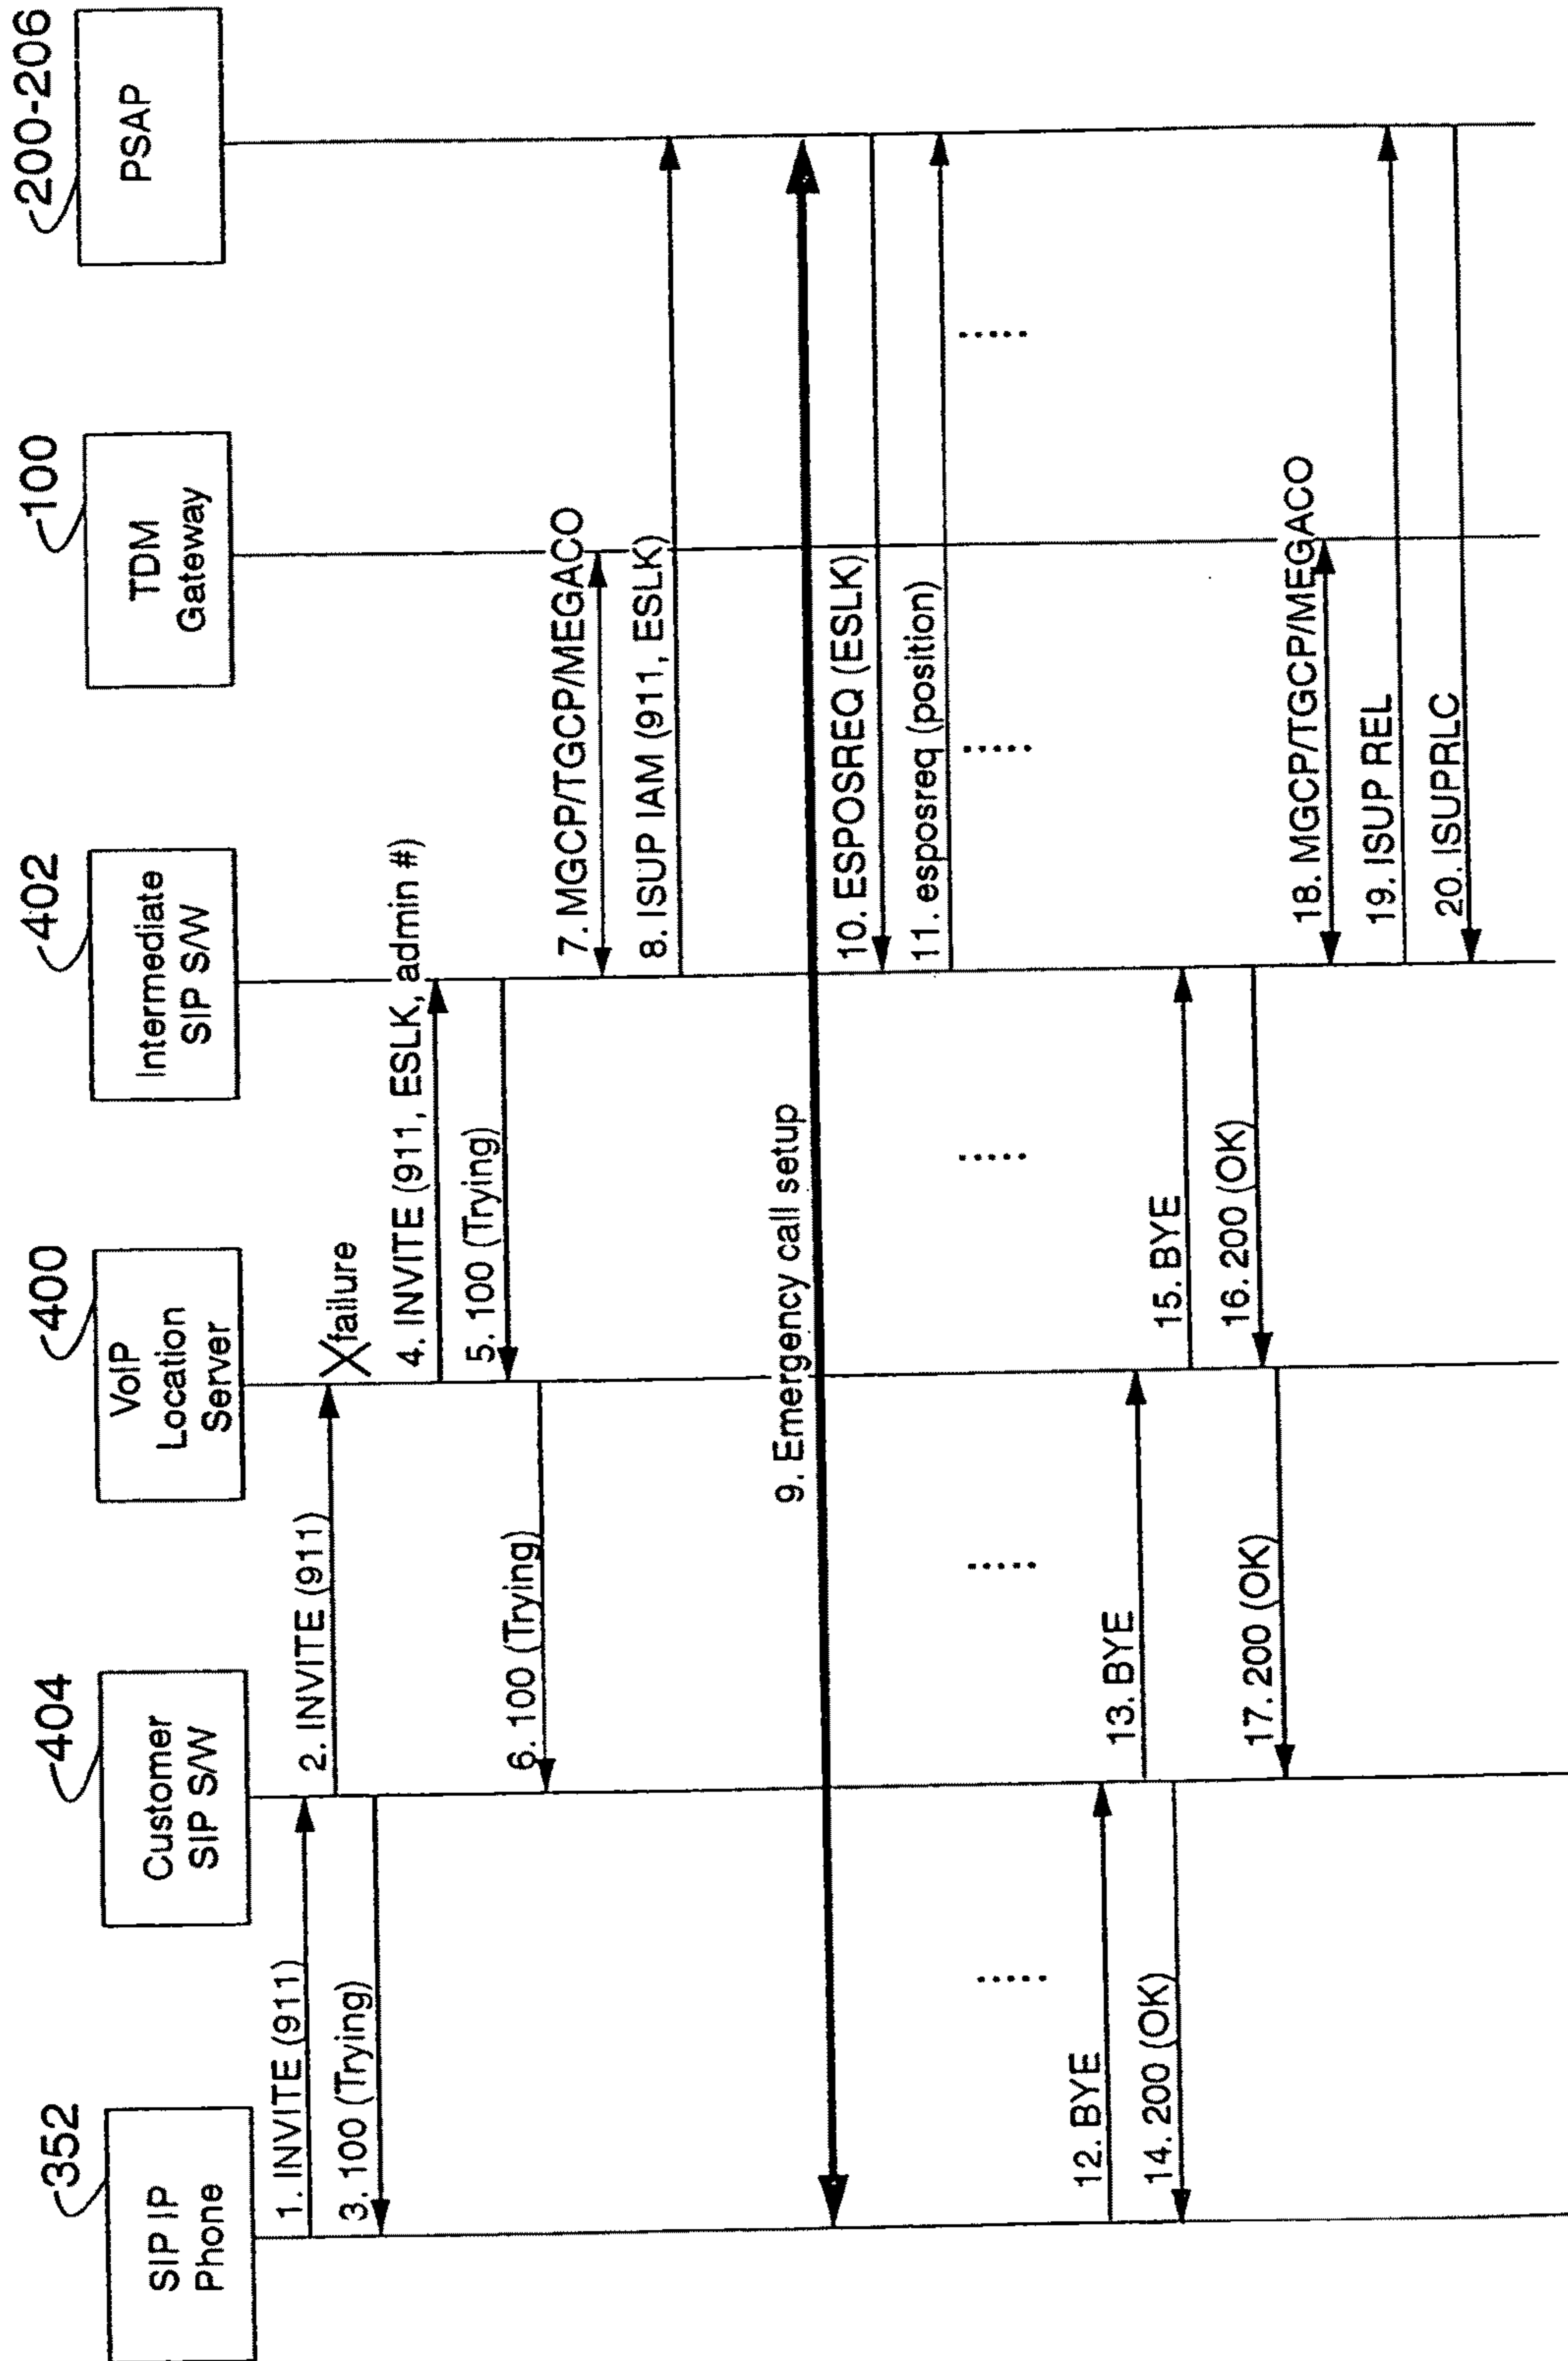 352
SIP IP
Phone
404
Customer
SIP S/W
400
VoIP
Location
Server
402
Intermediate
SIP S/W
100
TDM
Gateway
200-206
PSAP
1. INVITE (911)
2. INVITE (911)
X failure
3. 100 (Trying)
4. INVITE (911, ESLK, admin #)
5. 100 (Trying)
6. 100 (Trying)
7. MGCP/TGCP/MEGACO
8. ISUP IAM (911, ESLK)
9. Emergency call setup
10. ESPOSREQ (ESLK)
11. esposreq (position)
.....
.....
.....
.....
.....
12. BYE
13. BYE
14. 200 (OK)
15. BYE
16. 200 (OK)
17. 200 (OK)
18. MGCP/TGCP/MEGACO
19. ISUP REL
20. ISUPRLC